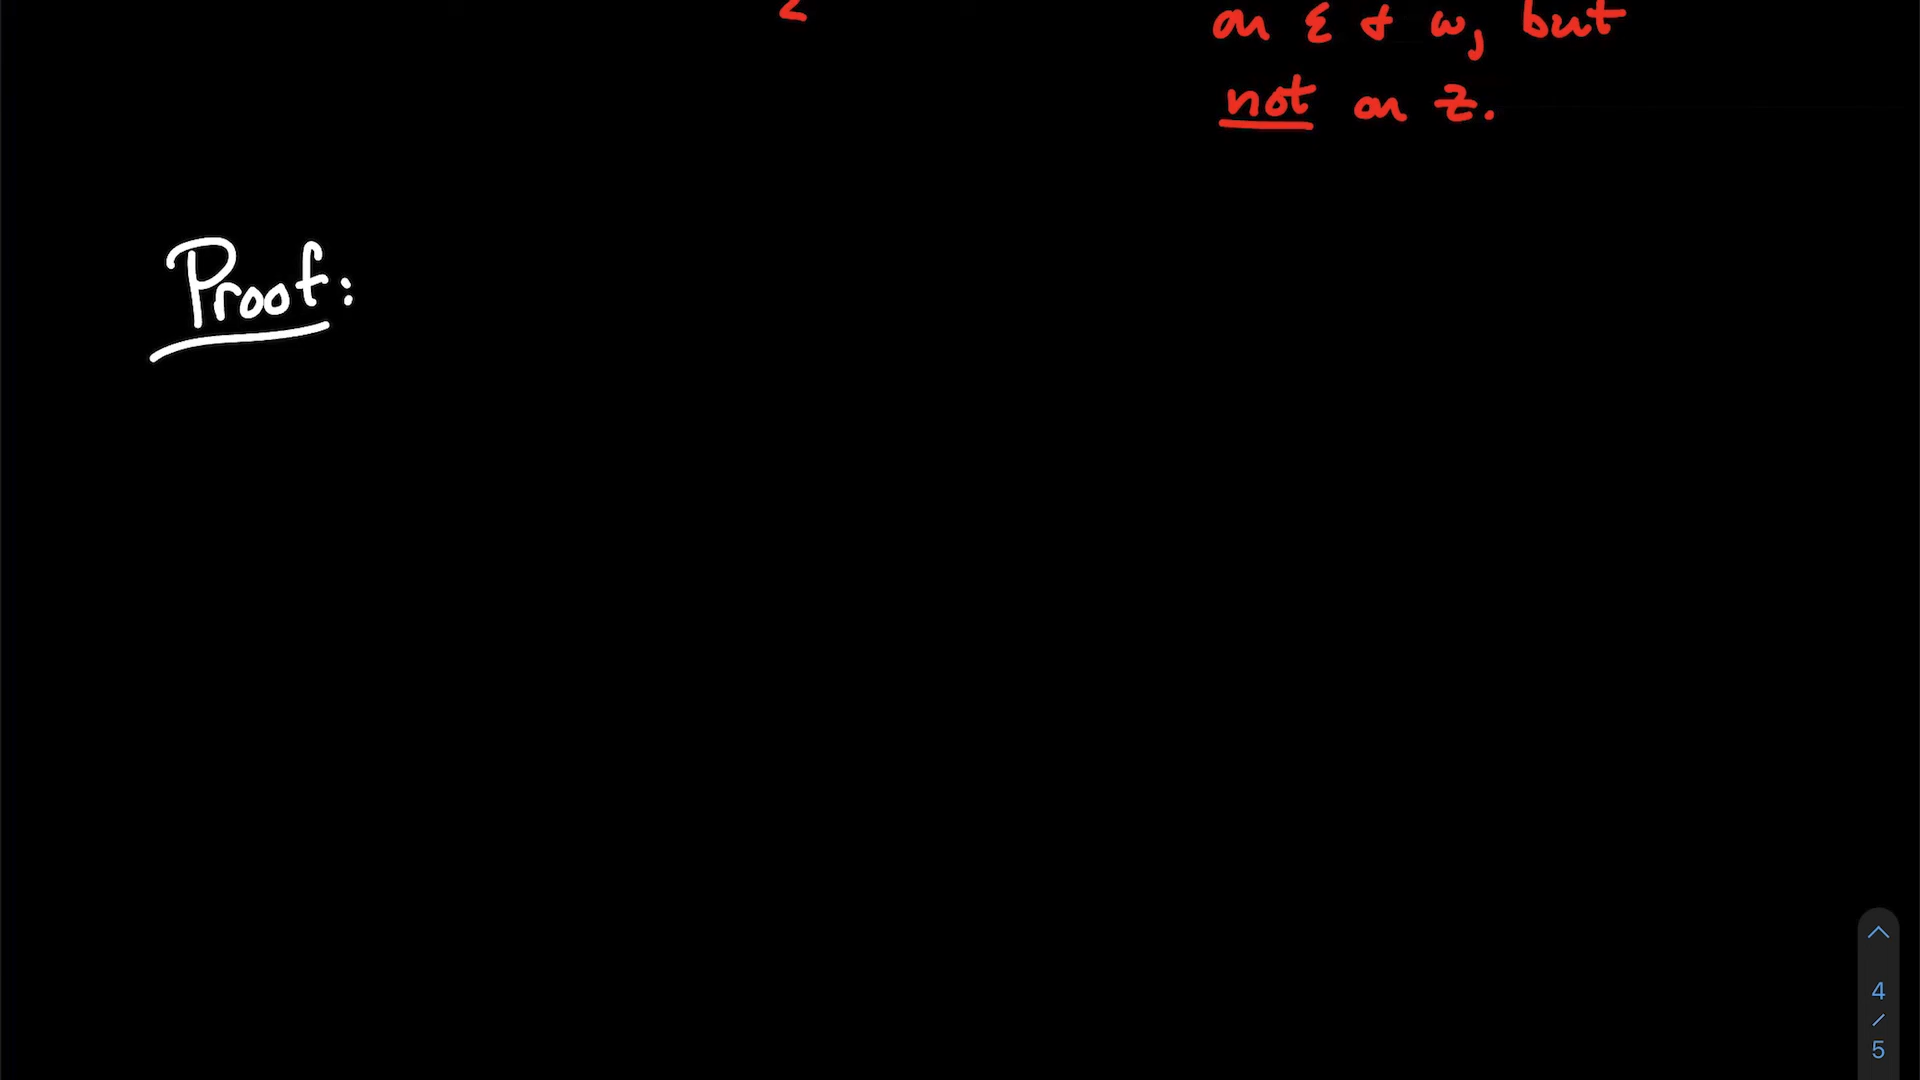 on ε & ω, but
not on z.
Proof:
4
/
5